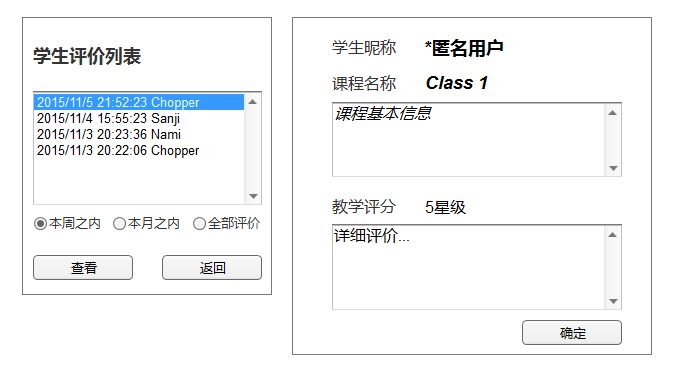 学生评价列表
2015/11/5 21:52:23 Chopper
2015/11/4 15:55:23 Sanji
2015/11/3 20:23:36 Nami
2015/11/3 20:22:06 Chopper
本周之内 本月之内 全部评价
查看 返回
学生昵称 *匿名用户
课程名称 Class 1
课程基本信息
教学评分 5星级
详细评价...
确定